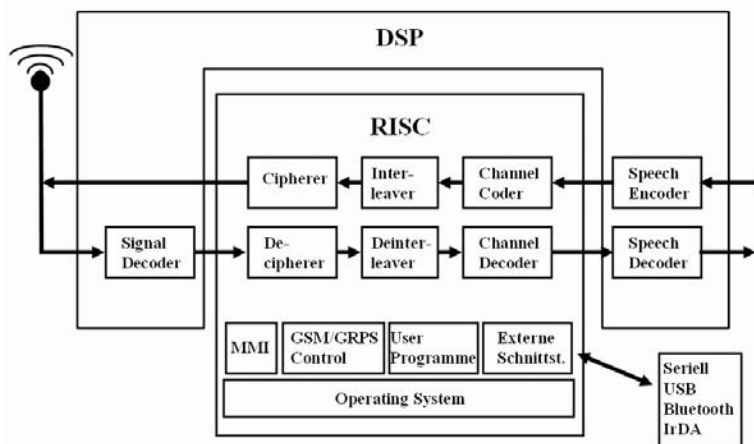 DSP
RISC
Cipherer
Inter-
leaver
Channel
Coder
Speech
Encoder
Signal
Decoder
De-
cipherer
Deinter-
leaver
Channel
Decoder
Speech
Decoder
MMI
GSM/GRPS
Control
User
Programme
Externe
Schnittst.
Operating System
Seriell
USB
Bluetooth
IrDA